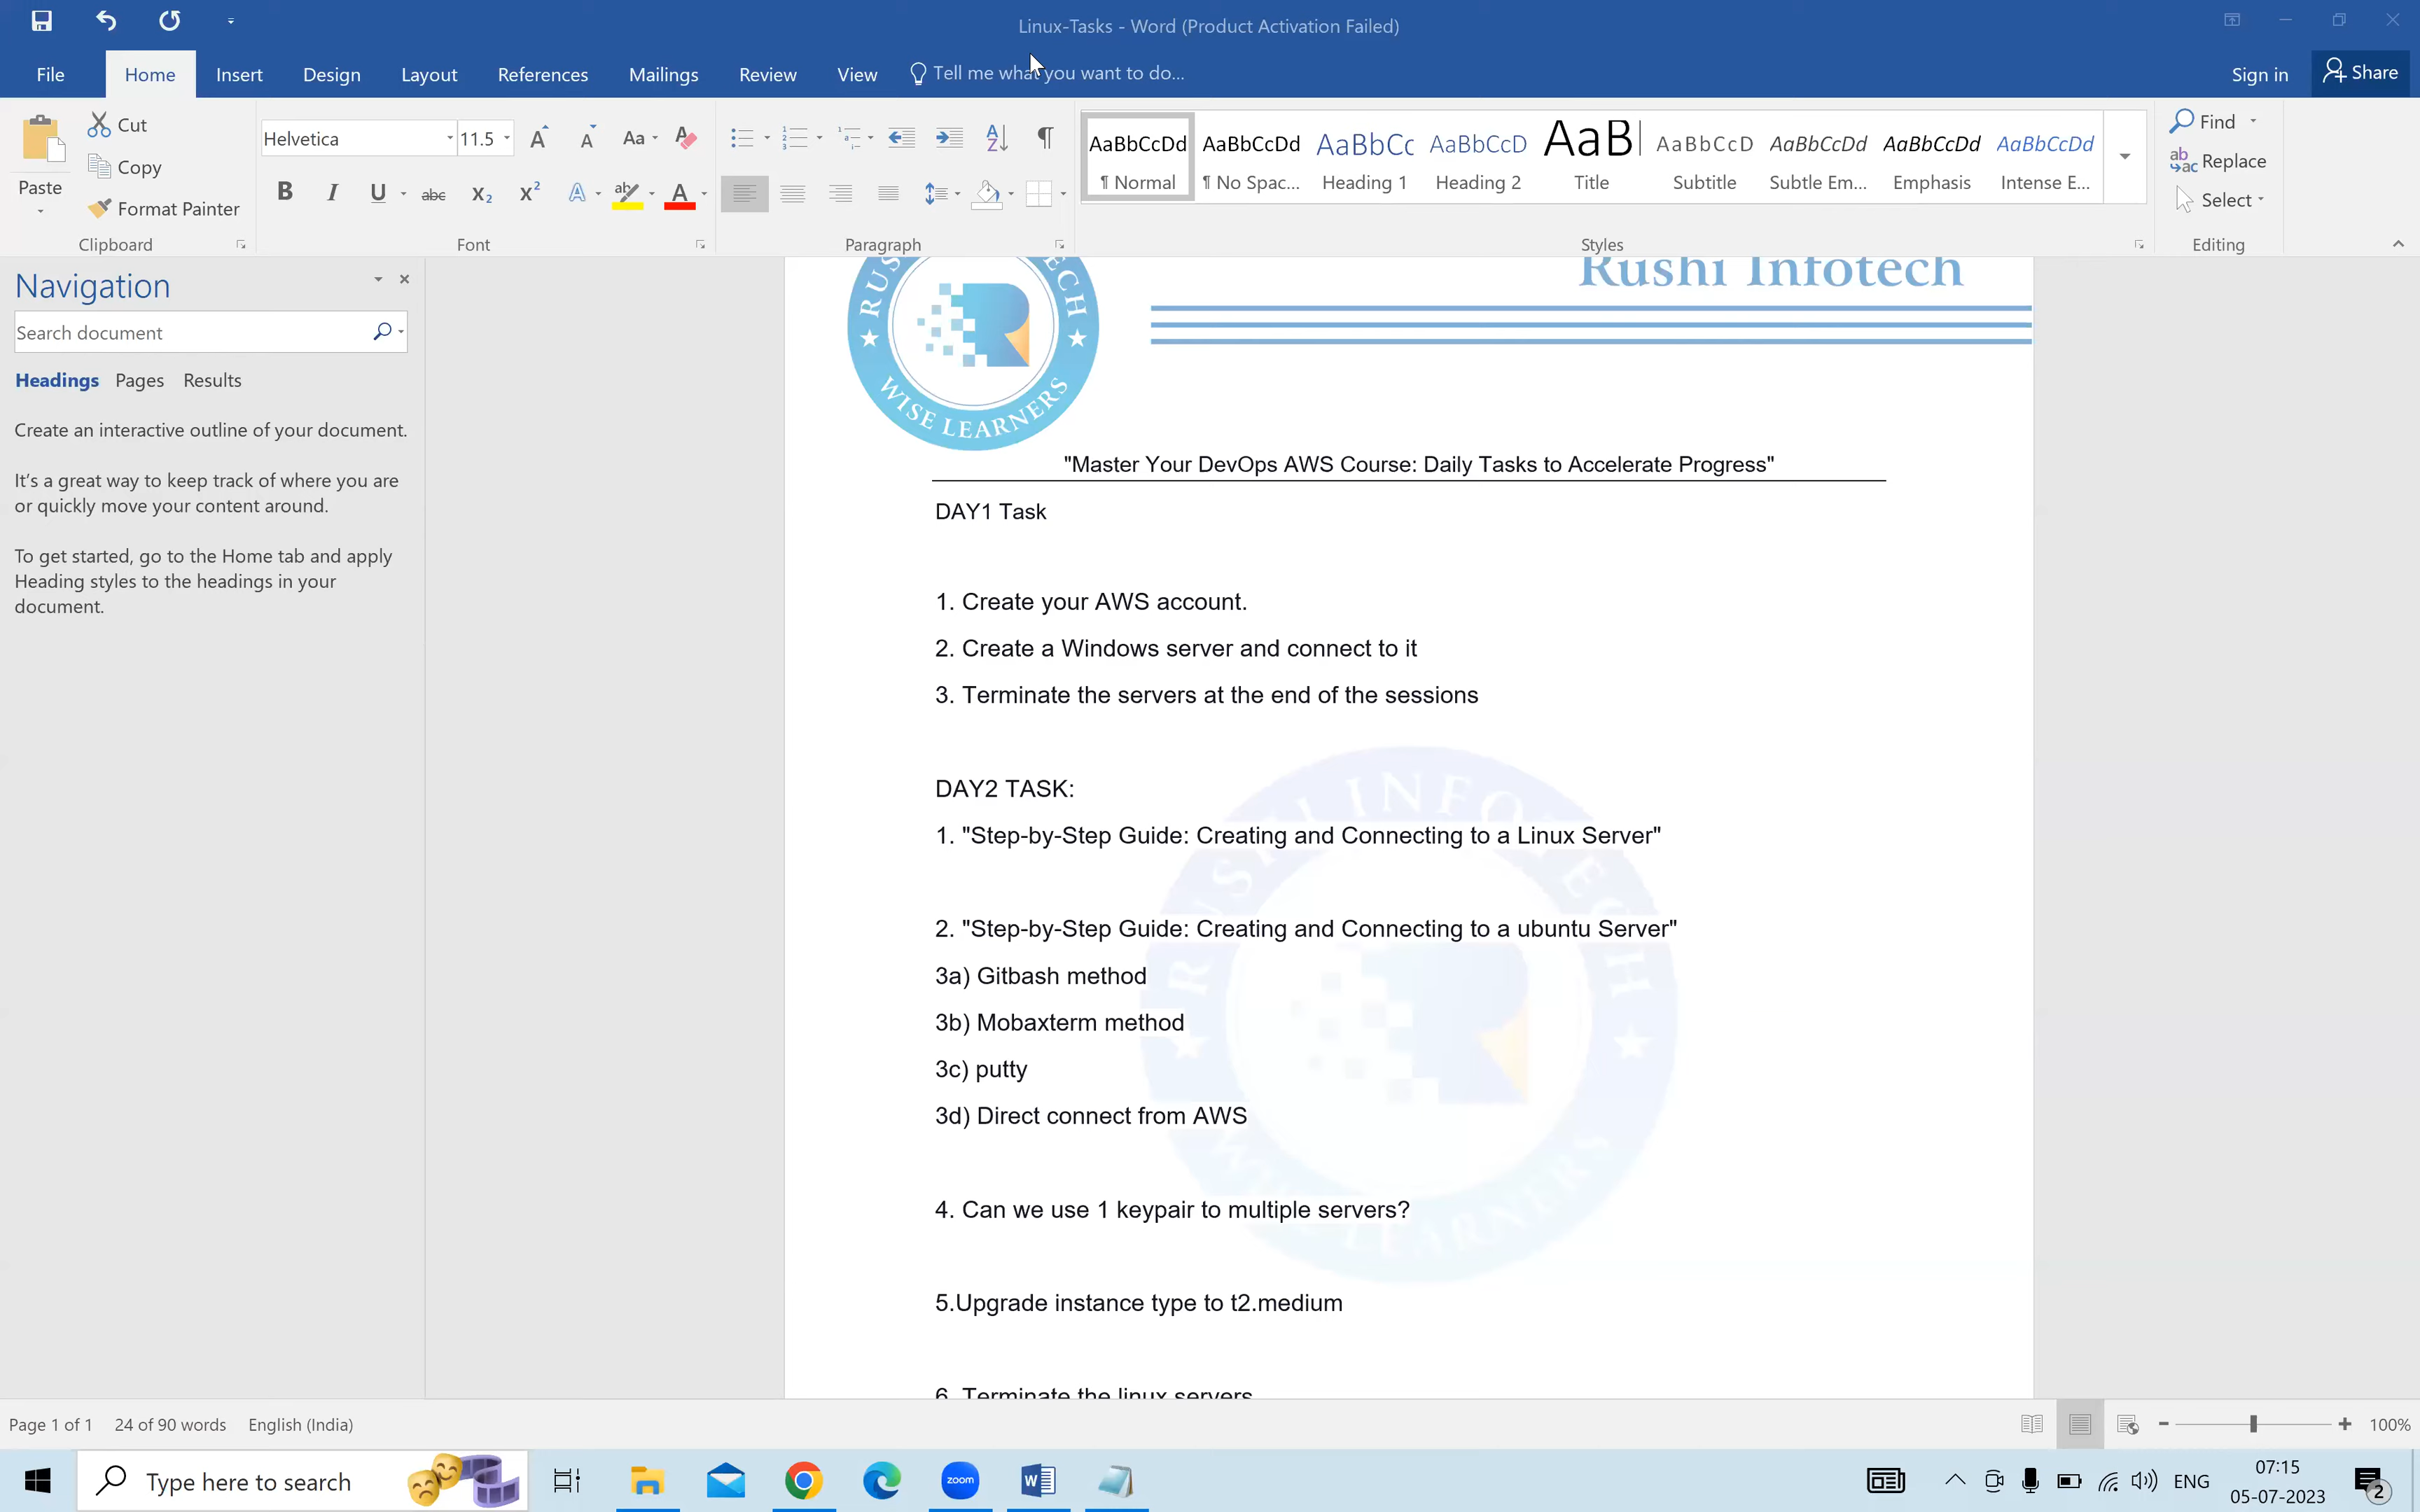 Linux-Tasks - Word (Product Activation Failed)
File Home Insert Design Layout References Mailings Review View Tell me what you want to do... Sign in Share
Paste
Cut
Copy
Format Painter
Clipboard
Helvetica 11.5
Font
Paragraph
AaBbCcDd AaBbCcDd AaBbCc AaBbCcD AaB AaBbCcD AaBbCcDd AaBbCcDd AaBbCcDd
¶ Normal ¶ No Spac... Heading 1 Heading 2 Title Subtitle Subtle Em... Emphasis Intense E...
Styles
Find
Replace
Select
Editing
Navigation
Search document
Headings Pages Results
Create an interactive outline of your document.
It's a great way to keep track of where you are
or quickly move your content around.
To get started, go to the Home tab and apply
Heading styles to the headings in your
document.
Rushi Infotech
WISE LEARNERS
"Master Your DevOps AWS Course: Daily Tasks to Accelerate Progress"
DAY1 Task
1. Create your AWS account.
2. Create a Windows server and connect to it
3. Terminate the servers at the end of the sessions
DAY2 TASK:
1. "Step-by-Step Guide: Creating and Connecting to a Linux Server"
2. "Step-by-Step Guide: Creating and Connecting to a ubuntu Server"
3a) Gitbash method
3b) Mobaxterm method
3c) putty
3d) Direct connect from AWS
4. Can we use 1 keypair to multiple servers?
5.Upgrade instance type to t2.medium
6. Terminate the linux servers
RUSHI INFOTECH
WISE LEARNERS
Page 1 of 1 24 of 90 words English (India) 100%
Type here to search
zoom
ENG
07:15
05-07-2023
2